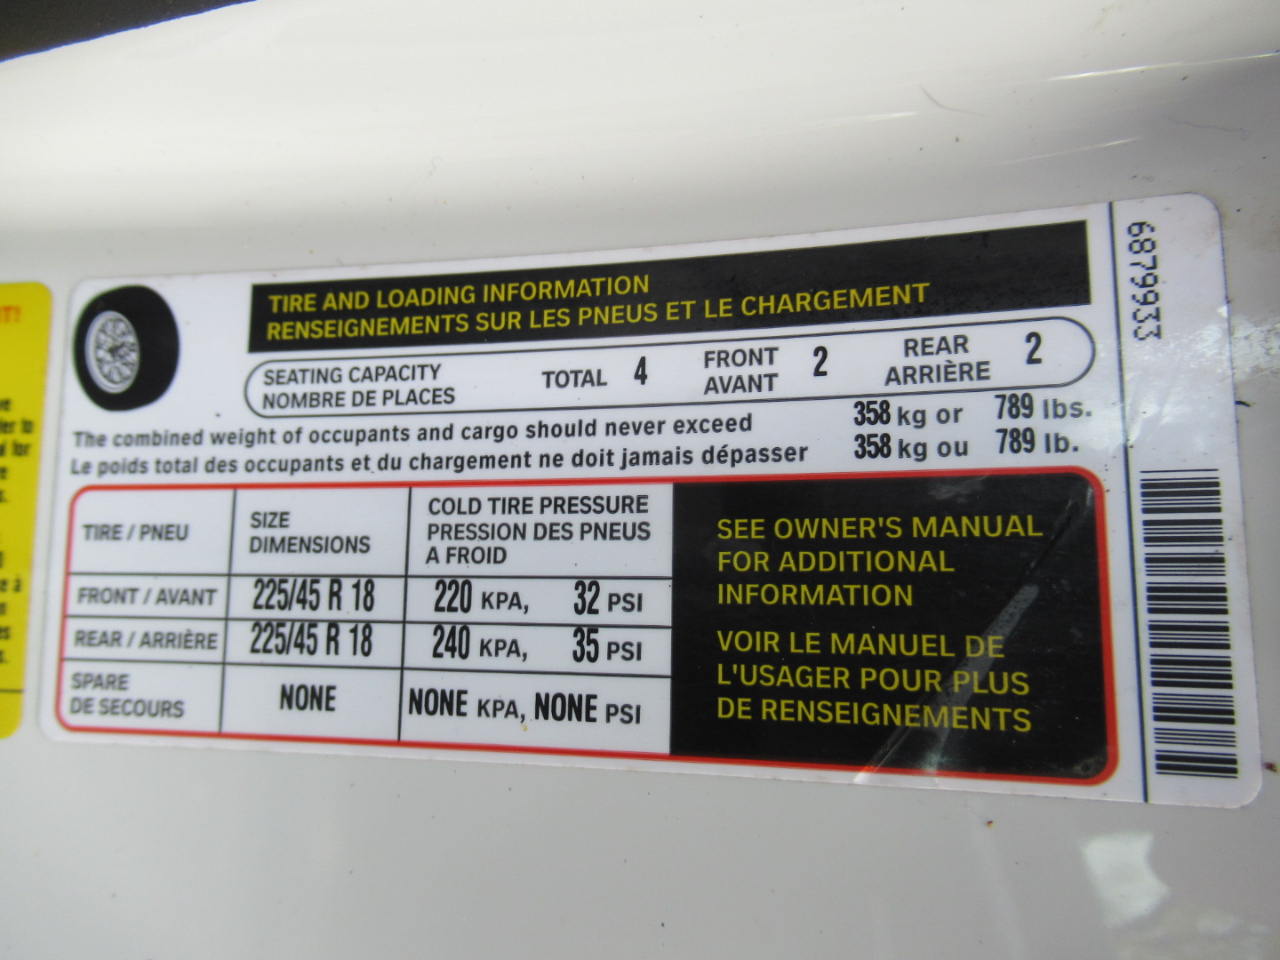 TIRE AND LOADING INFORMATION
RENSEIGNEMENTS SUR LES PNEUS ET LE CHARGEMENT
SEATING CAPACITY
NOMBRE DE PLACES
TOTAL 4
FRONT
AVANT
2
REAR
ARRIÈRE
2
The combined weight of occupants and cargo should never exceed 358 kg or 789 lbs.
Le poids total des occupants et du chargement ne doit jamais dépasser 358 kg ou 789 lb.
TIRE / PNEU
SIZE
DIMENSIONS
COLD TIRE PRESSURE
PRESSION DES PNEUS
A FROID
FRONT / AVANT 225/45 R 18 220 KPA, 32 PSI
REAR / ARRIÈRE 225/45 R 18 240 KPA, 35 PSI
SPARE
DE SECOURS
NONE NONE KPA, NONE PSI
SEE OWNER'S MANUAL
FOR ADDITIONAL
INFORMATION
VOIR LE MANUEL DE
L'USAGER POUR PLUS
DE RENSEIGNEMENTS
6879933